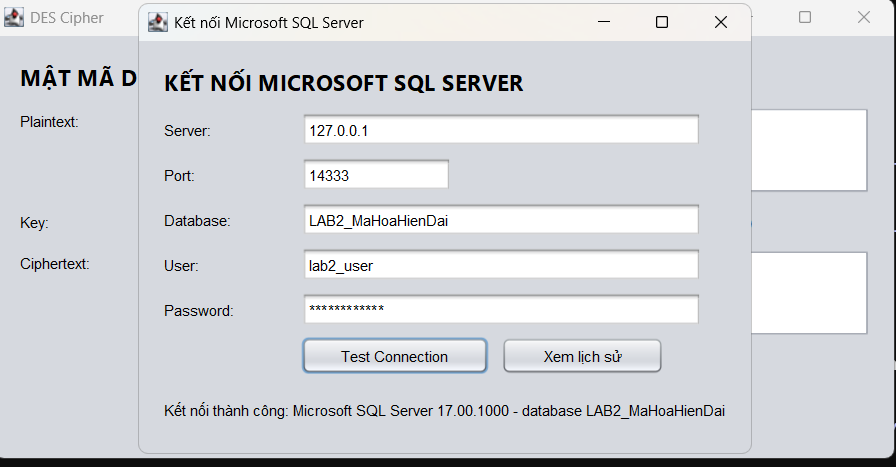 DES Cipher
Kết nối Microsoft SQL Server
MẬT MÃ D
KẾT NỐI MICROSOFT SQL SERVER
Plaintext:
Server:
127.0.0.1
Port:
14333
Key:
Database:
LAB2_MaHoaHienDai
Ciphertext:
User:
lab2_user
Password:
************
Test Connection
Xem lịch sử
Kết nối thành công: Microsoft SQL Server 17.00.1000 - database LAB2_MaHoaHienDai